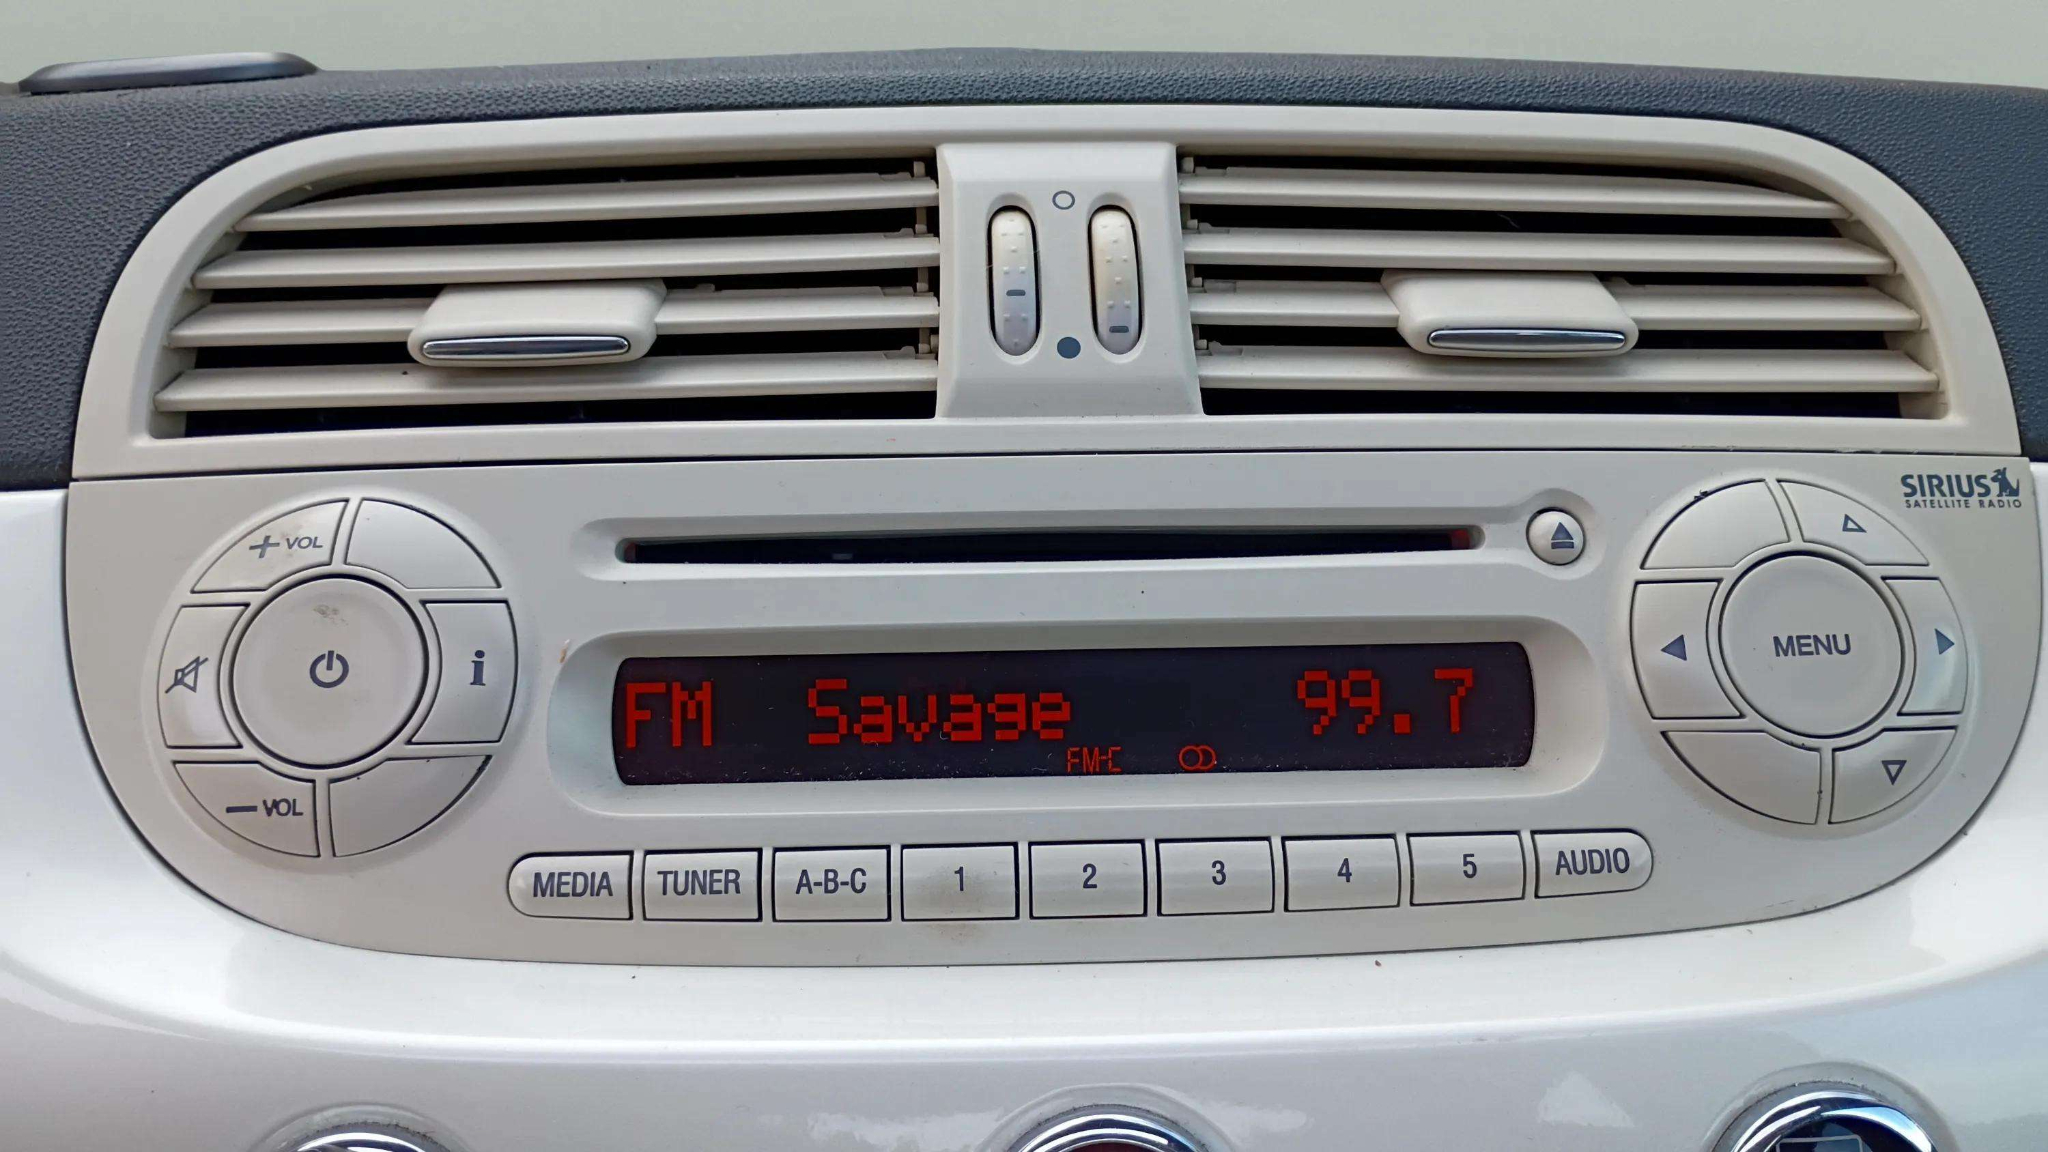 SIRIUS
SATELLITE RADIO
+ VOL
i
MENU
FM Savage 99.7
FM-C
— VOL
MEDIA TUNER A-B-C 1 2 3 4 5 AUDIO